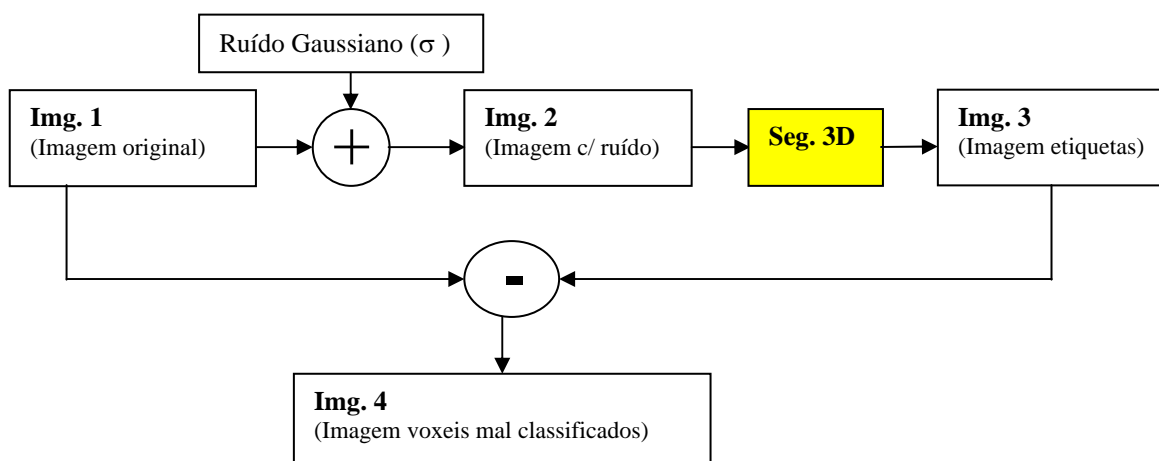 Ruído Gaussiano (σ )
Img. 1
(Imagem original)
+
Img. 2
(Imagem c/ ruído)
Seg. 3D
Img. 3
(Imagem etiquetas)
-
Img. 4
(Imagem voxeis mal classificados)